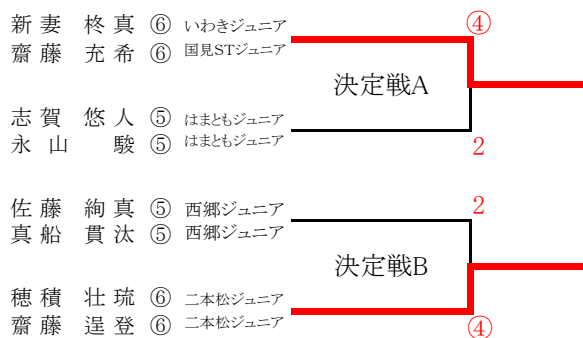 新妻 柊真 ⑥ いわきジュニア
④
齋藤 充希 ⑥ 国見STジュニア
決定戦A
志賀 悠人 ⑤ はまともジュニア
永山 駿 ⑤ はまともジュニア
2
佐藤 絢真 ⑤ 西郷ジュニア
2
真船 貫汰 ⑤ 西郷ジュニア
決定戦B
穂積 壮琉 ⑥ 二本松ジュニア
齋藤 逞登 ⑥ 二本松ジュニア
④